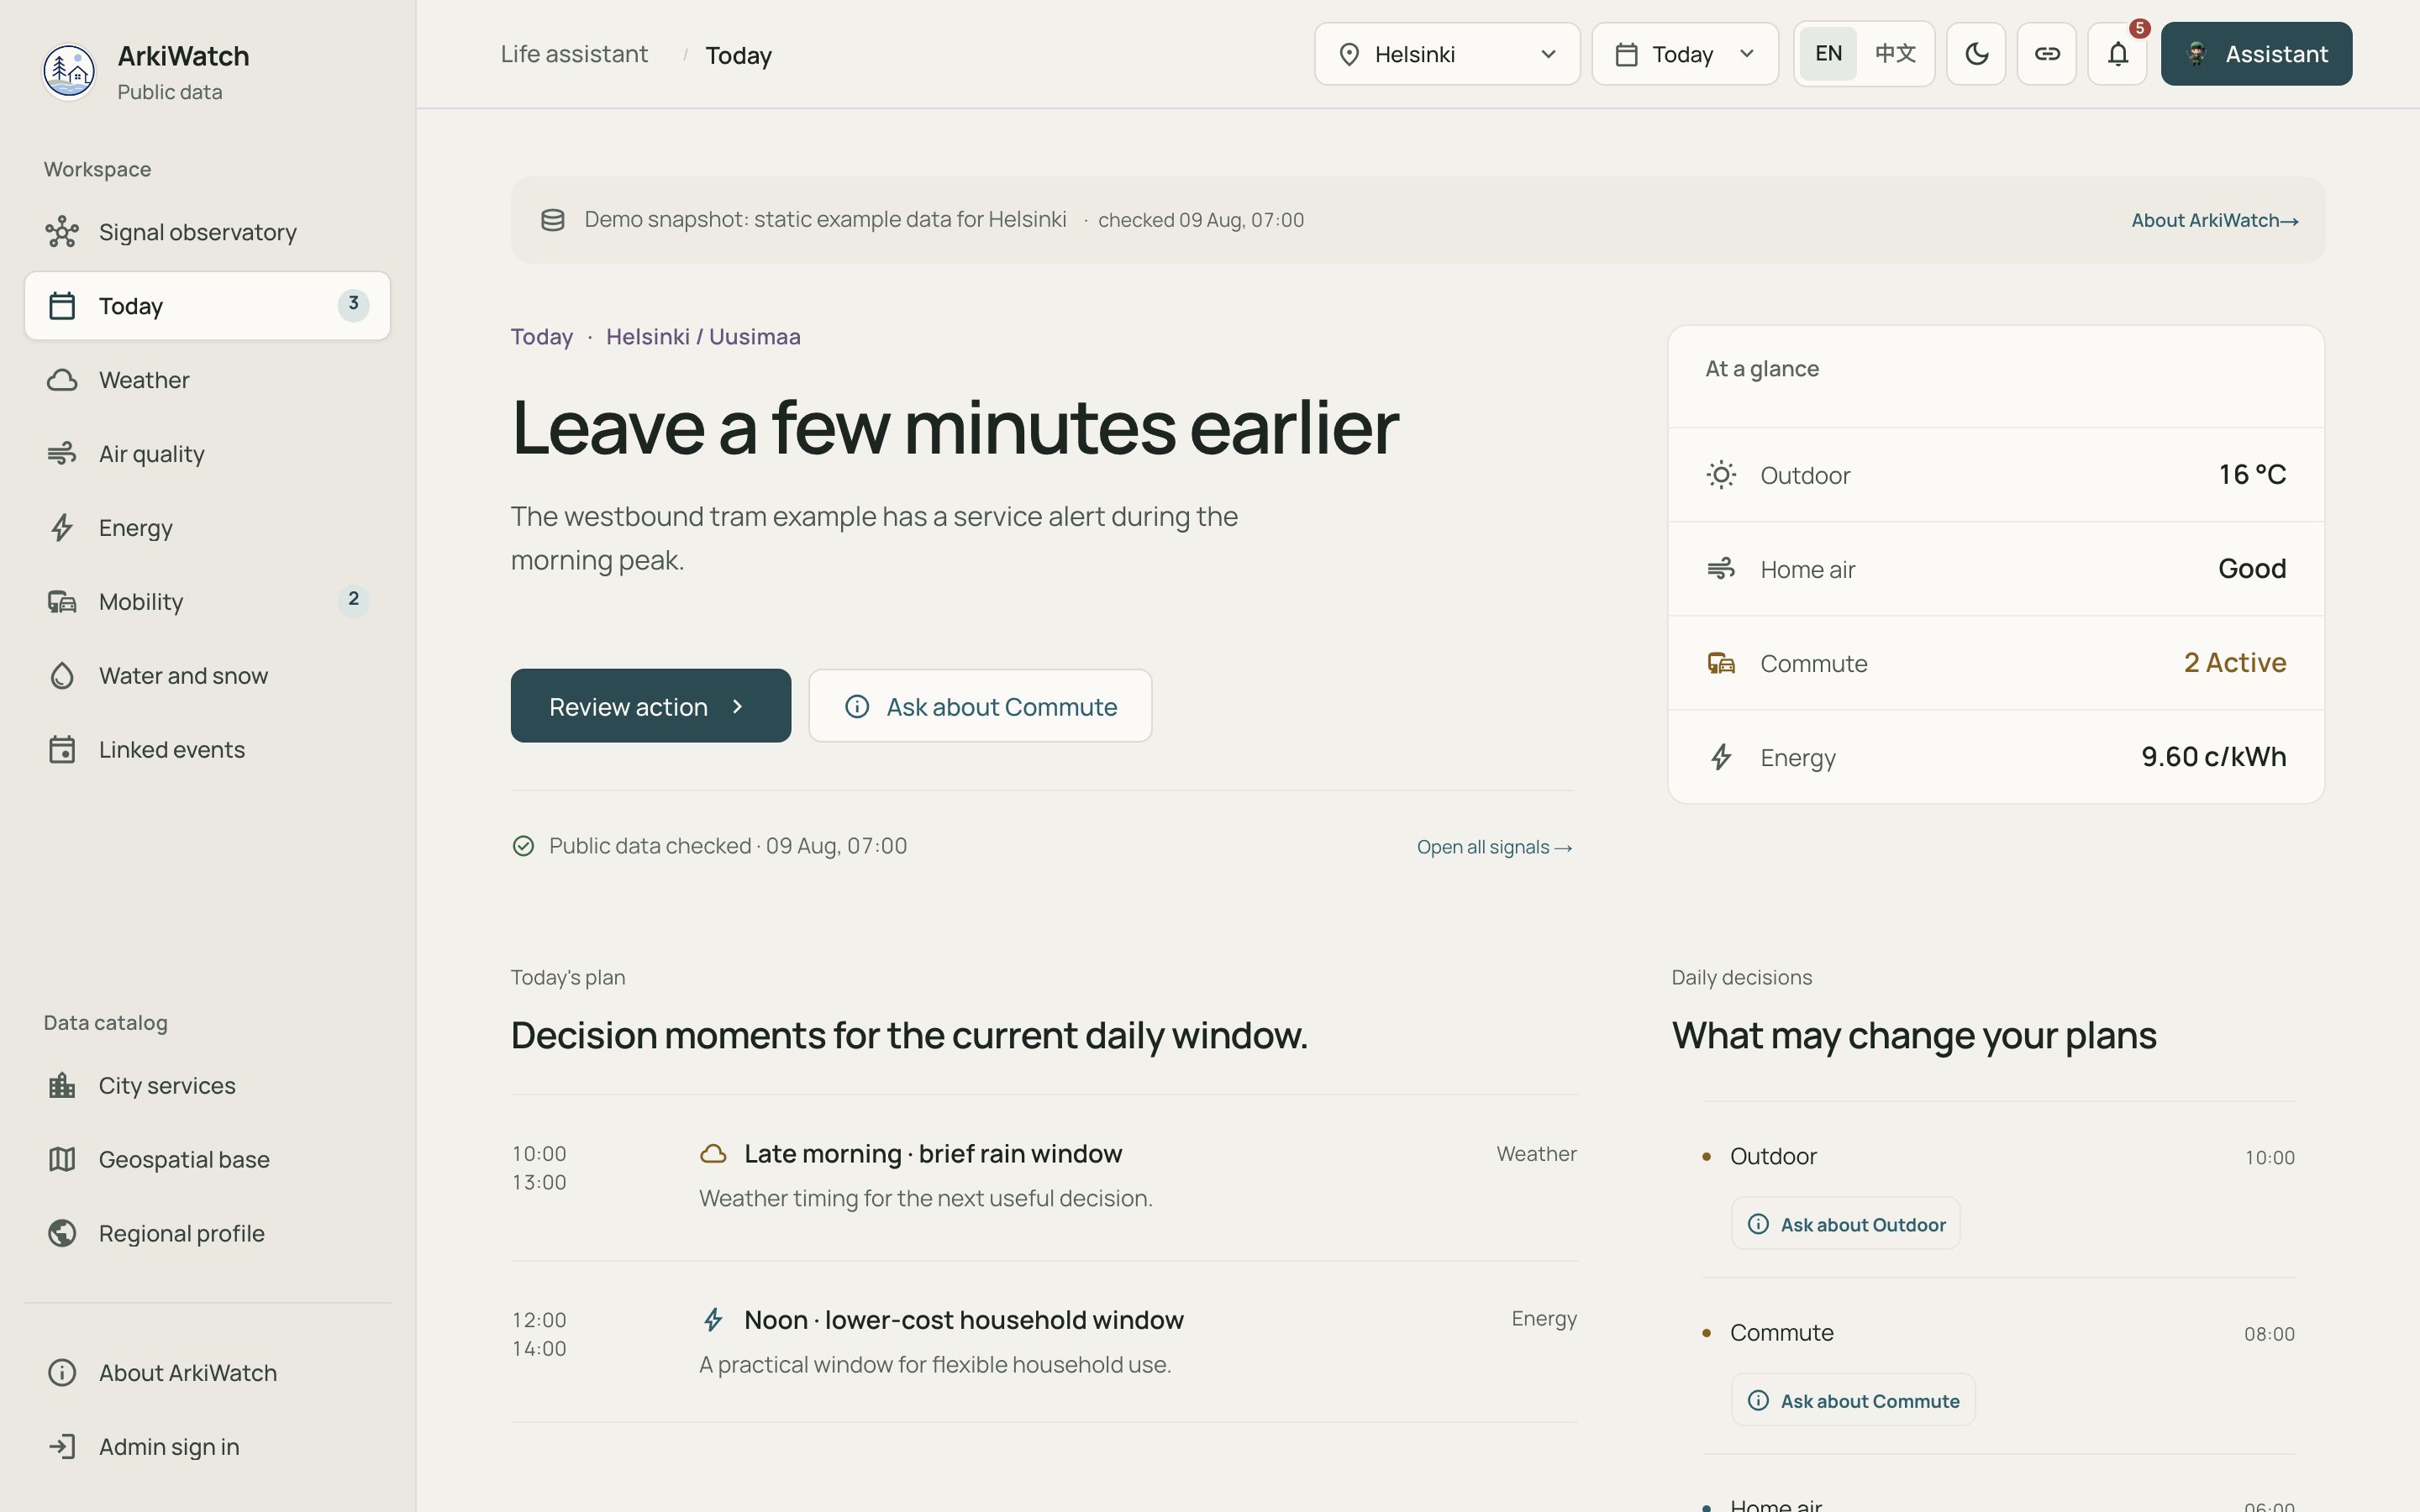 ArkiWatch
Public data
Workspace
Signal observatory
Today 3
Weather
Air quality
Energy
Mobility 2
Water and snow
Linked events
Data catalog
City services
Geospatial base
Regional profile
About ArkiWatch
Admin sign in
Life assistant / Today
Helsinki
Today
EN 中文
5
Assistant
Demo snapshot: static example data for Helsinki · checked 09 Aug, 07:00
About ArkiWatch→
Today · Helsinki / Uusimaa
Leave a few minutes earlier
The westbound tram example has a service alert during the
morning peak.
Review action
Ask about Commute
Public data checked · 09 Aug, 07:00
Open all signals →
At a glance
Outdoor 16 °C
Home air Good
Commute 2 Active
Energy 9.60 c/kWh
Today's plan
Decision moments for the current daily window.
10:00
13:00
Late morning · brief rain window
Weather
Weather timing for the next useful decision.
12:00
14:00
Noon · lower-cost household window
Energy
A practical window for flexible household use.
Daily decisions
What may change your plans
Outdoor 10:00
Ask about Outdoor
Commute 08:00
Ask about Commute
Home air 06:00